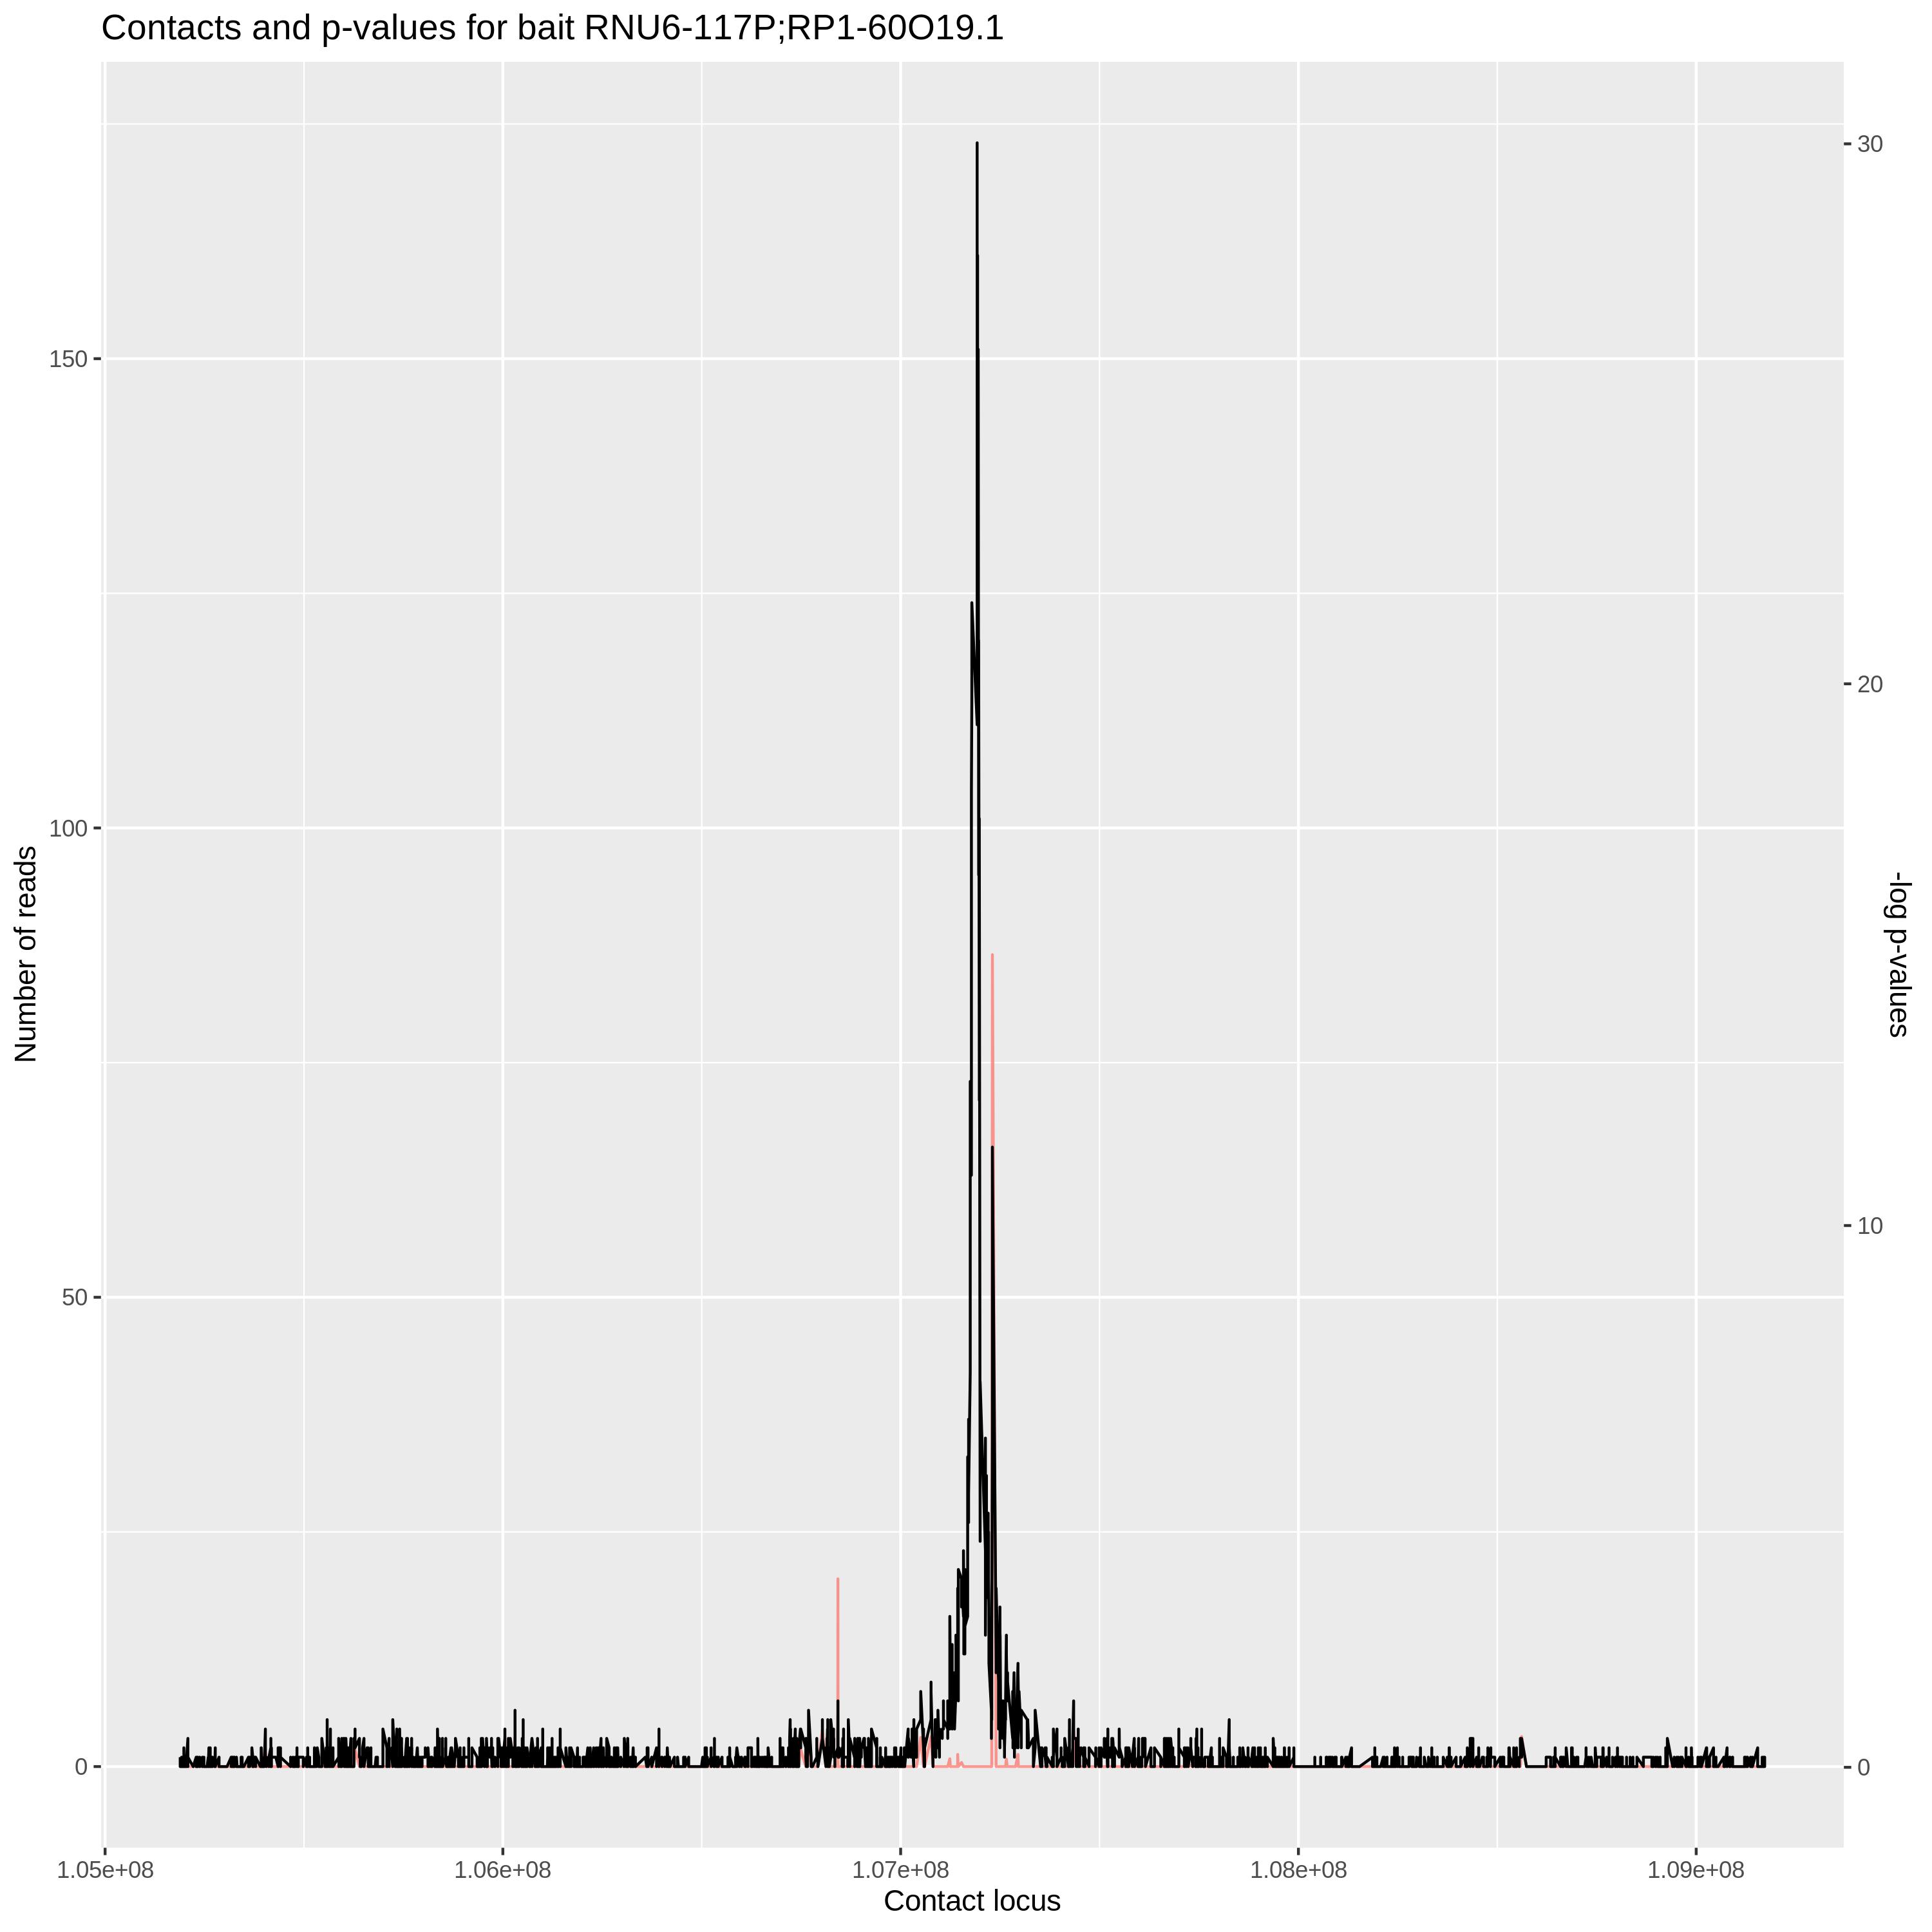 Contacts and p-values for bait RNU6-117P;RP1-60O19.1
Number of reads
150
100
50
0
30
20
10
0
-log p-values
1.05e+08
1.06e+08
1.07e+08
1.08e+08
1.09e+08
Contact locus